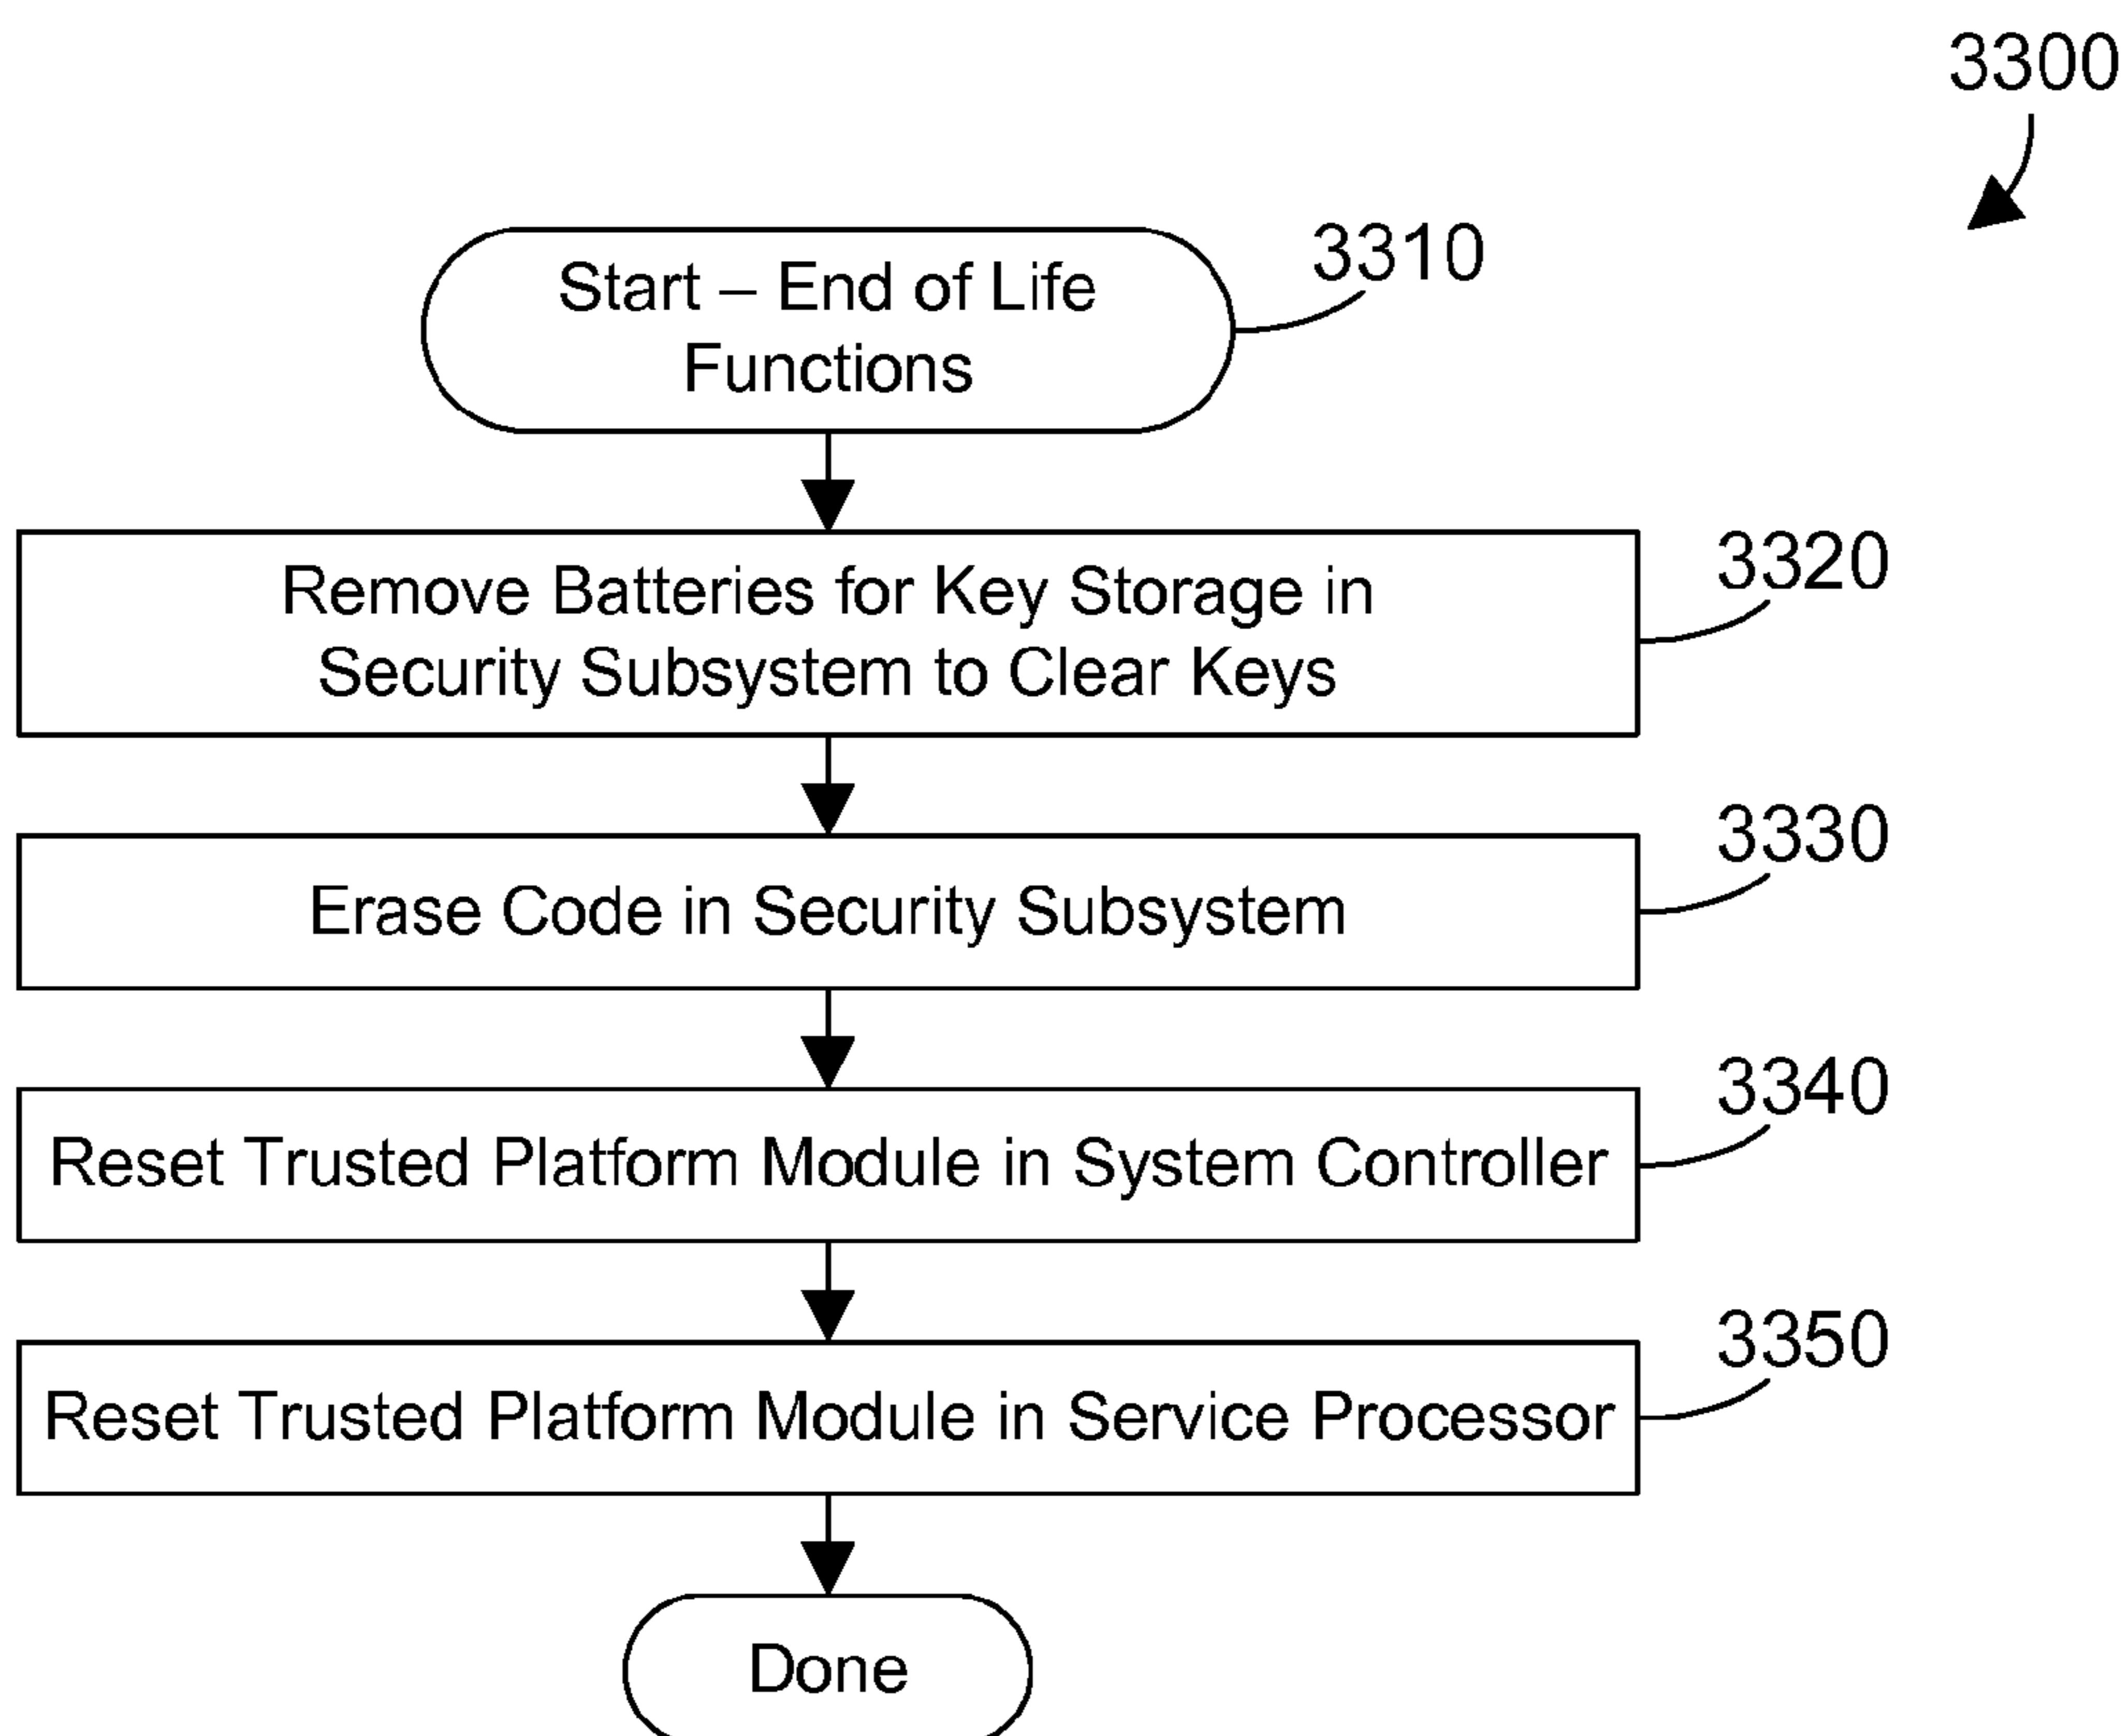 3300
Start – End of Life
Functions
3310
Remove Batteries for Key Storage in
Security Subsystem to Clear Keys
3320
Erase Code in Security Subsystem
3330
Reset Trusted Platform Module in System Controller
3340
Reset Trusted Platform Module in Service Processor
3350
Done